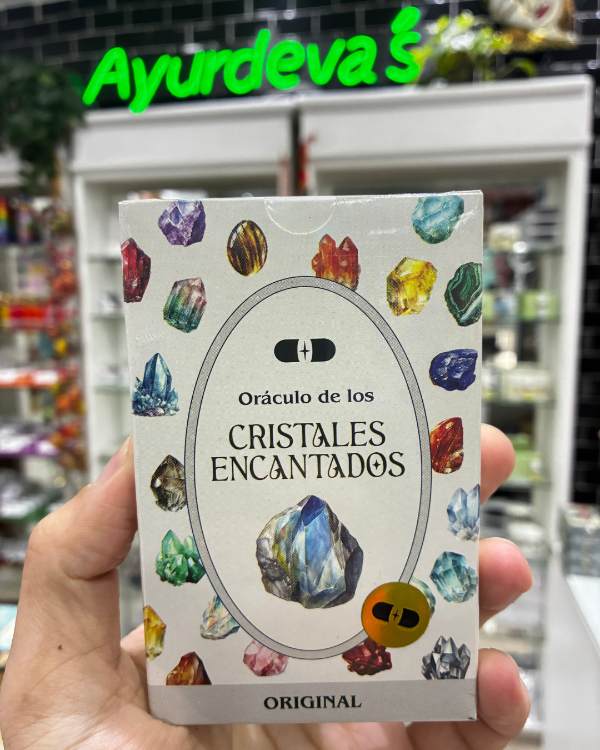 Ayurdeva's
Oráculo de los
CRISTALES
ENCANTADOS
ORIGINAL